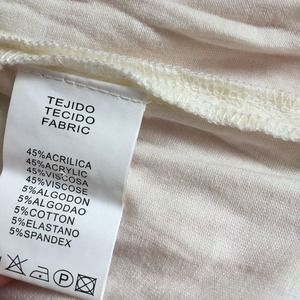 TEJIDO
TECIDO
FABRIC
45%ACRILICA
45%ACRYLIC
45%VISCOSA
45%VISCOSE
5%ALGODON
5%ALGODAO
5%COTTON
5%ELASTANO
5%SPANDEX
P